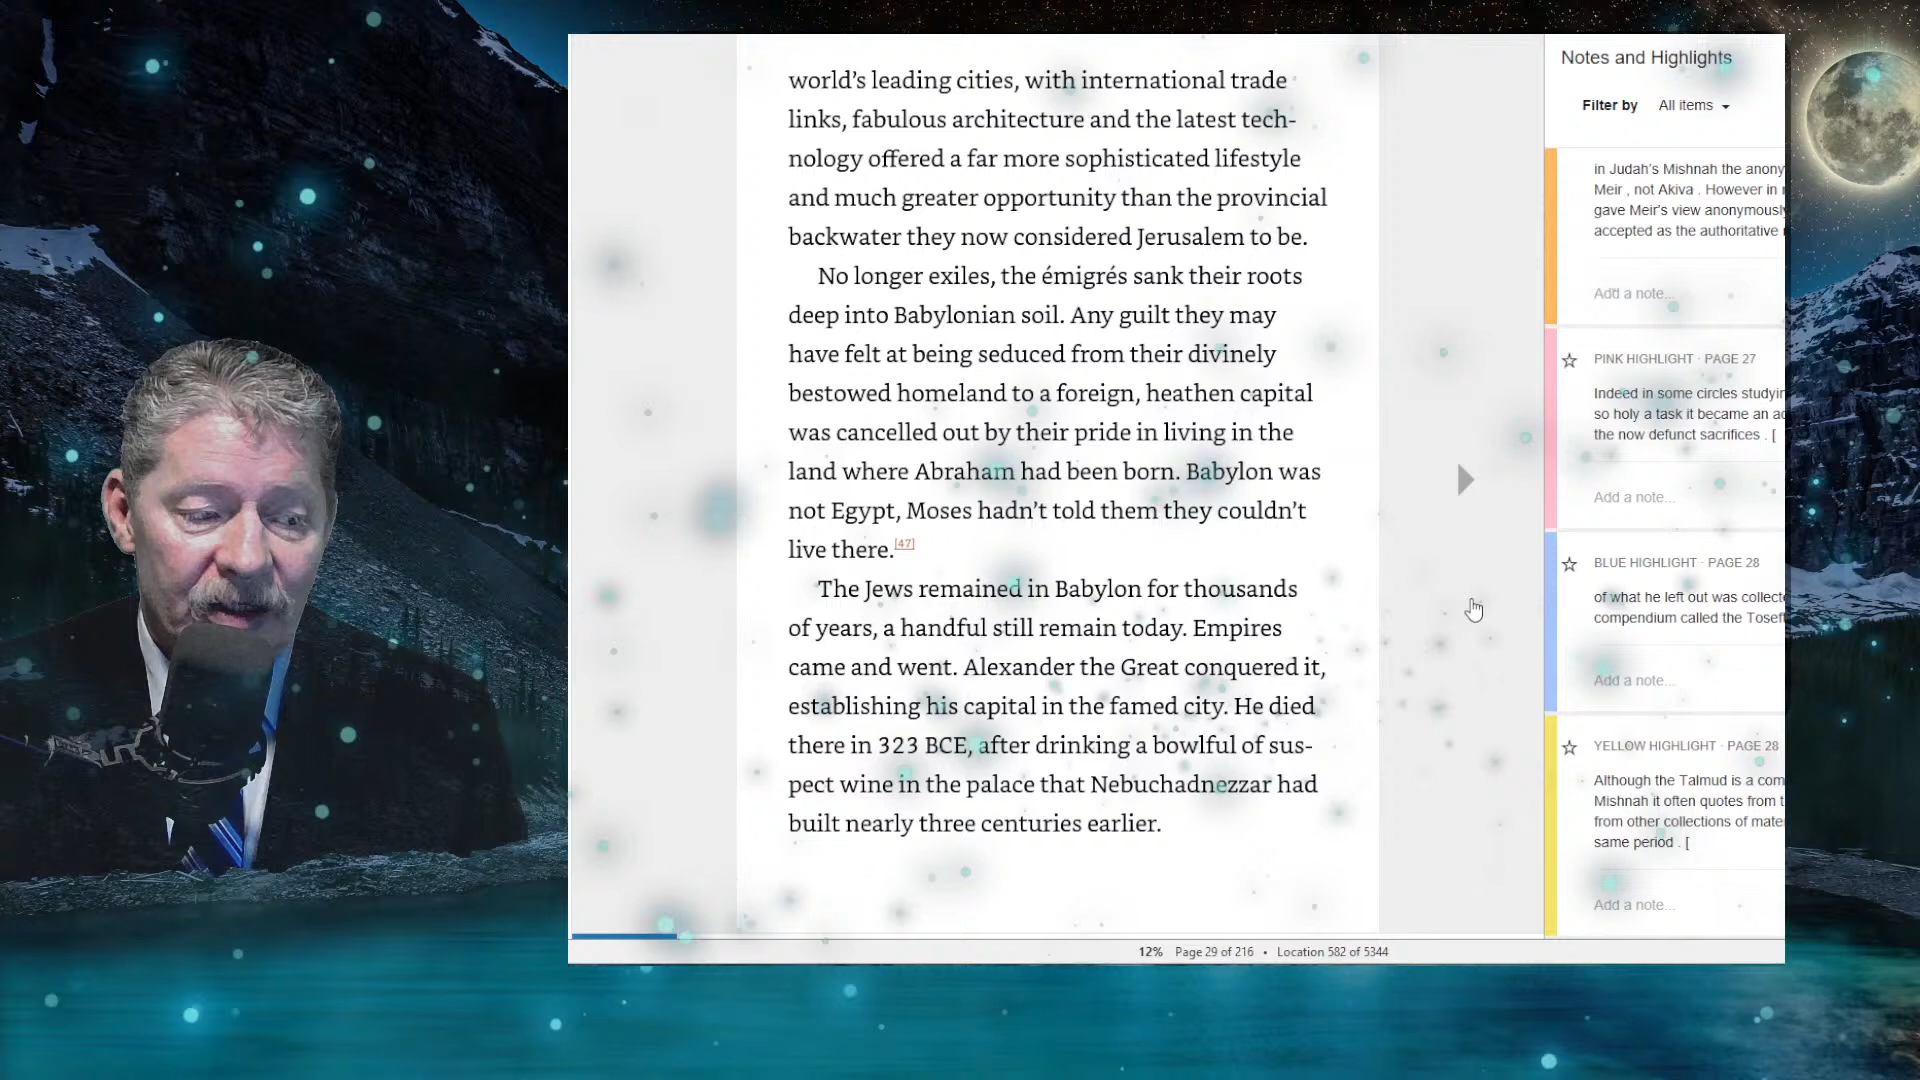 world's leading cities, with international trade
links, fabulous architecture and the latest tech-
nology offered a far more sophisticated lifestyle
and much greater opportunity than the provincial
backwater they now considered Jerusalem to be.
No longer exiles, the émigrés sank their roots
deep into Babylonian soil. Any guilt they may
have felt at being seduced from their divinely
bestowed homeland to a foreign, heathen capital
was cancelled out by their pride in living in the
land where Abraham had been born. Babylon was
not Egypt, Moses hadn't told them they couldn't
live there.[47]
The Jews remained in Babylon for thousands
of years, a handful still remain today. Empires
came and went. Alexander the Great conquered it,
establishing his capital in the famed city. He died
there in 323 BCE, after drinking a bowlful of sus-
pect wine in the palace that Nebuchadnezzar had
built nearly three centuries earlier.
12% Page 29 of 216 • Location 582 of 5344
Notes and Highlights
Filter by All items
in Judah's Mishnah the anony
Meir , not Akiva . However in
gave Meir's view anonymously
accepted as the authoritative
Add a note...
PINK HIGHLIGHT · PAGE 27
Indeed in some circles studyin
so holy a task it became an ac
the now defunct sacrifices . [
Add a note...
BLUE HIGHLIGHT · PAGE 28
of what he left out was collecte
compendium called the Tosef
Add a note...
YELLOW HIGHLIGHT · PAGE 28
Although the Talmud is a com
Mishnah it often quotes from t
from other collections of mate
same period . [
Add a note...